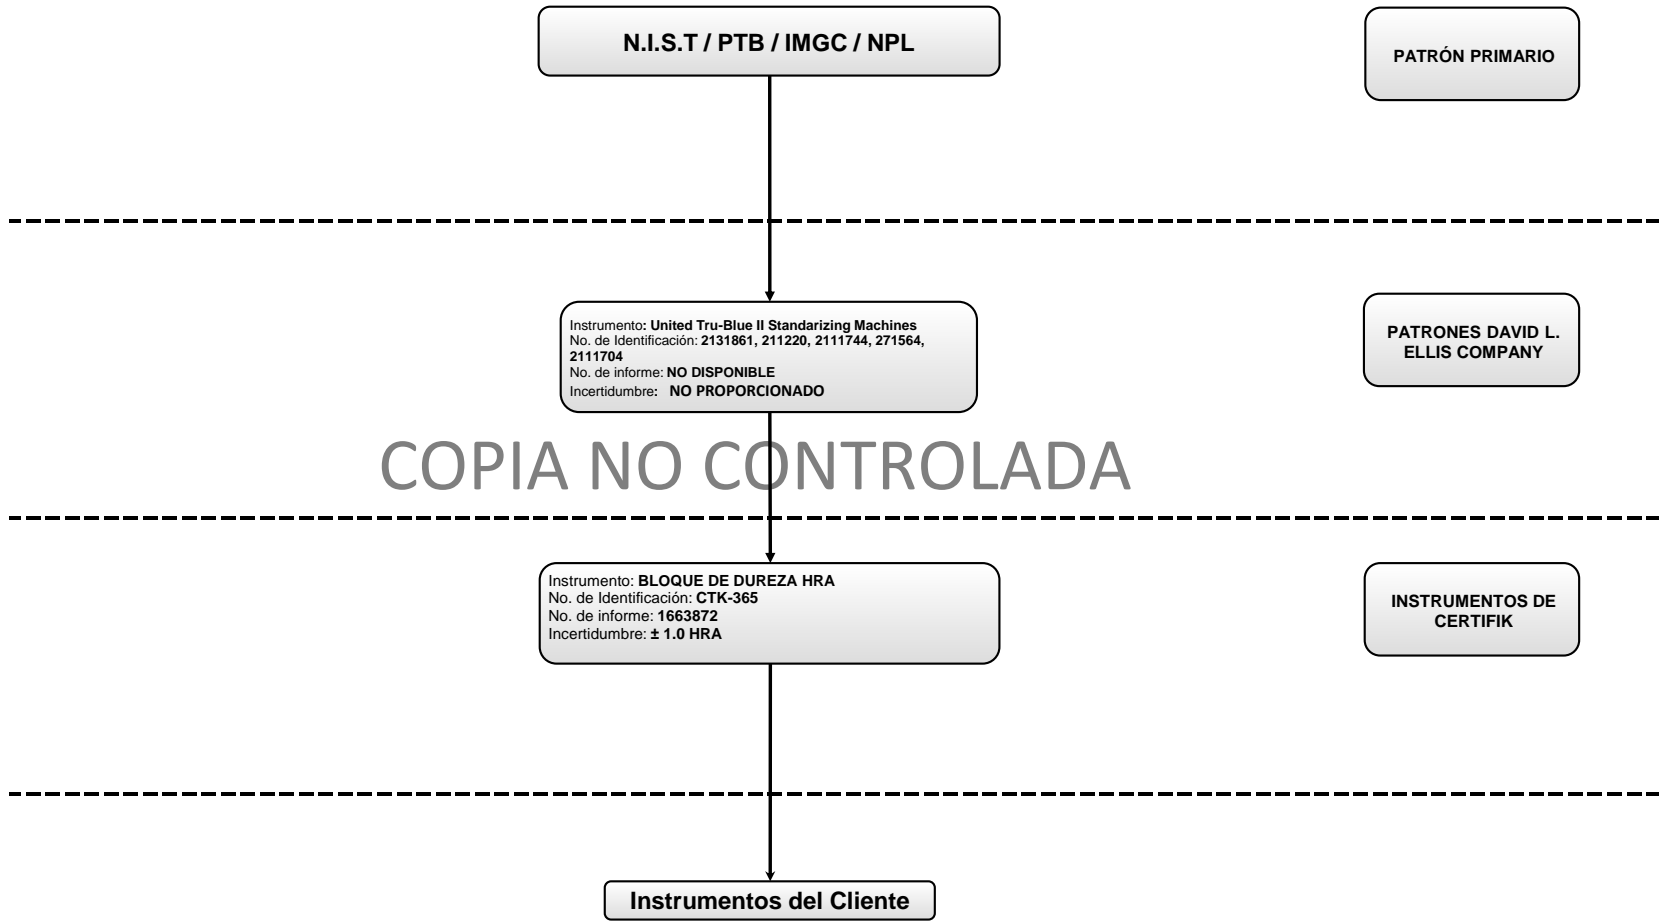 N.I.S.T / PTB / IMGC / NPL
PATRÓN PRIMARIO
Instrumento: United Tru-Blue II Standarizing Machines
No. de Identificación: 2131861, 211220, 2111744, 271564,
2111704
No. de informe: NO DISPONIBLE
Incertidumbre: NO PROPORCIONADO
PATRONES DAVID L.
ELLIS COMPANY
COPIA NO CONTROLADA
Instrumento: BLOQUE DE DUREZA HRA
No. de Identificación: CTK-365
No. de informe: 1663872
Incertidumbre: ± 1.0 HRA
INSTRUMENTOS DE
CERTIFIK
Instrumentos del Cliente